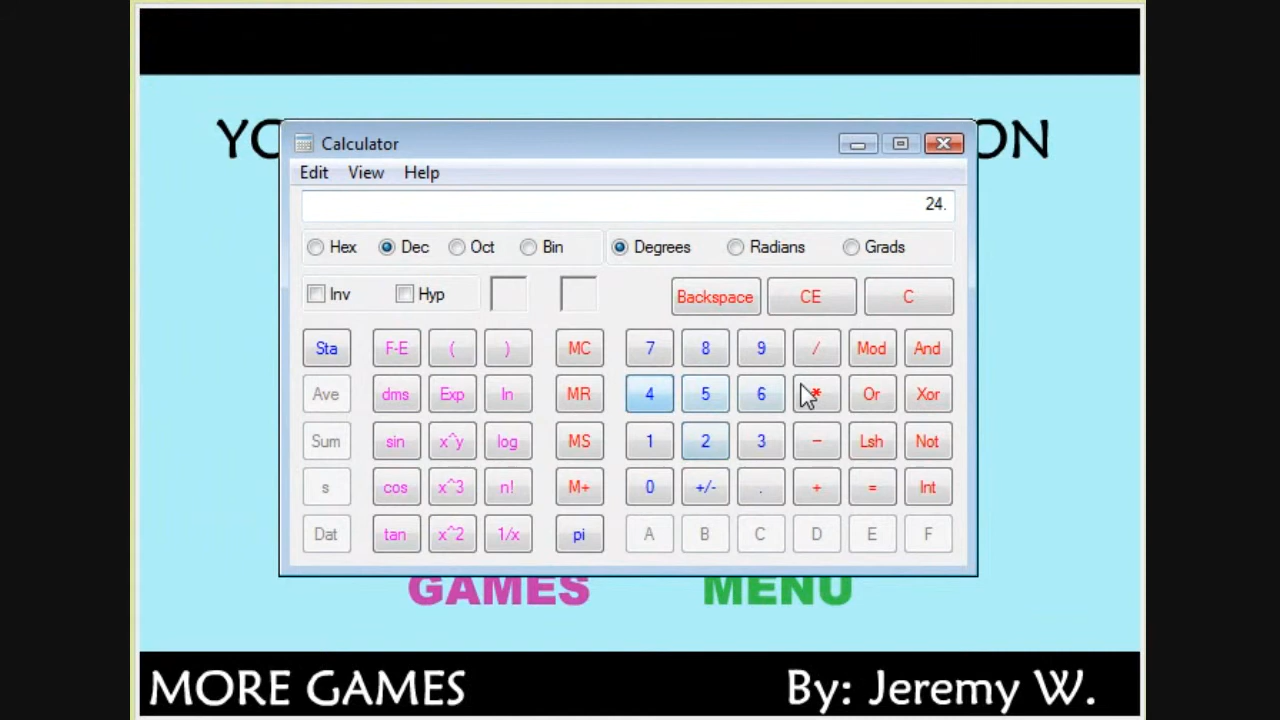 YO ON
Calculator
Edit View Help
24.
Hex Dec Oct Bin Degrees Radians Grads
Inv Hyp Backspace CE C
Sta F-E ( ) MC 7 8 9 / Mod And
Ave dms Exp ln MR 4 5 6 * Or Xor
Sum sin x^y log MS 1 2 3 - Lsh Not
s cos x^3 n! M+ 0 +/- . + = Int
Dat tan x^2 1/x pi A B C D E F
GAMES MENU
MORE GAMES By: Jeremy W.